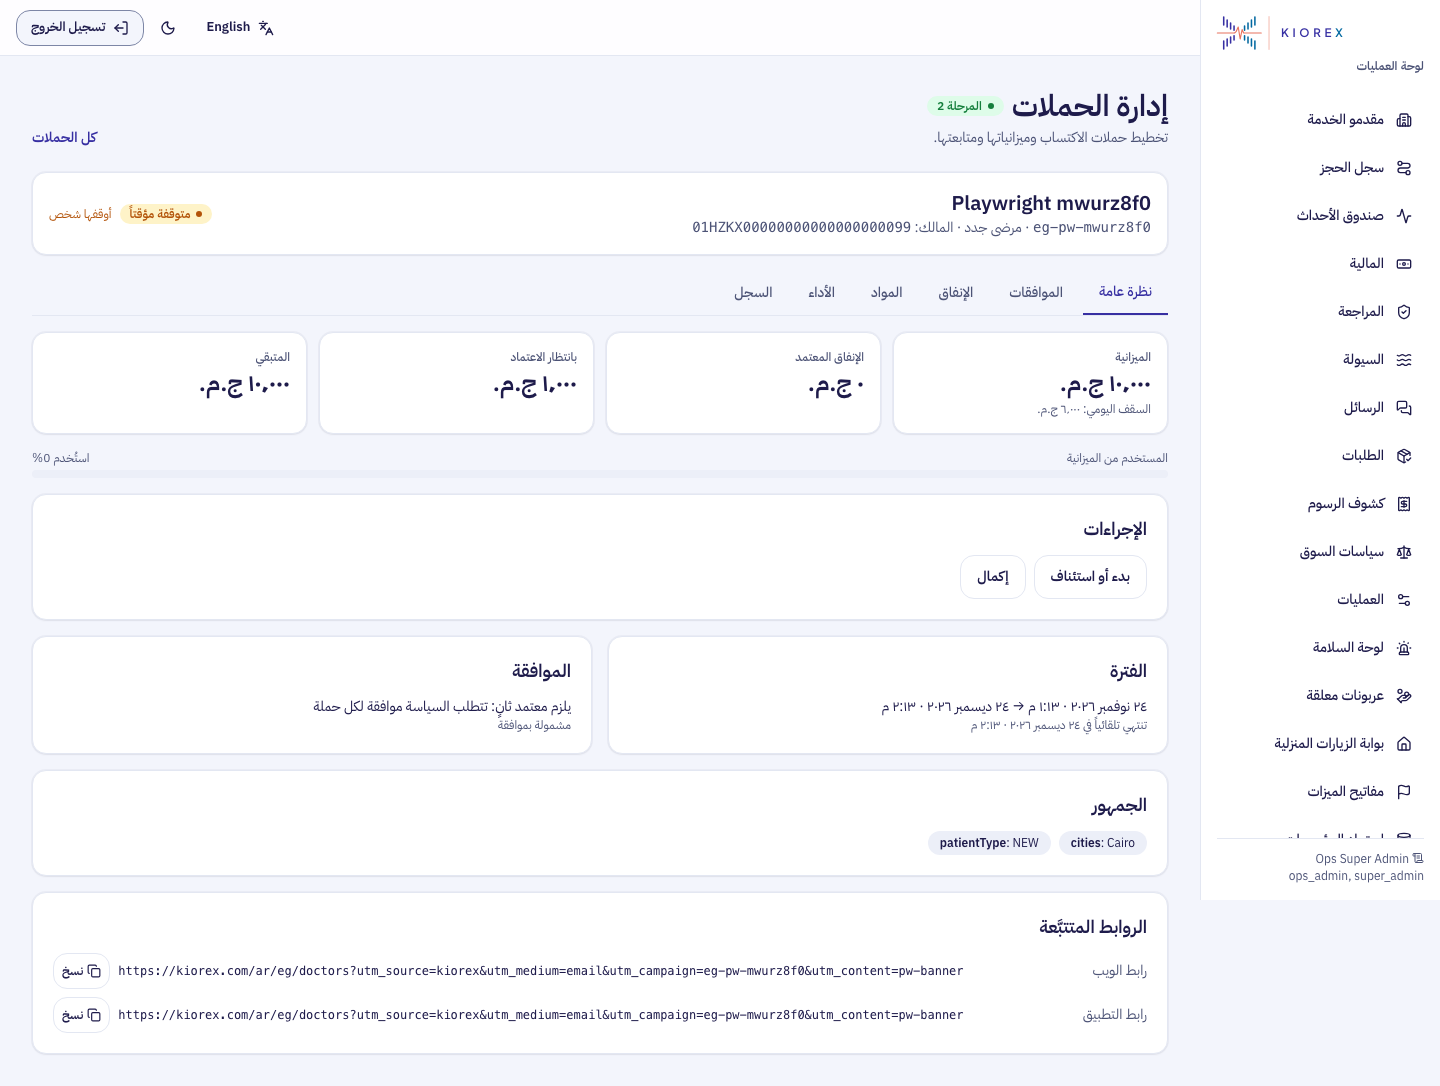 KIOREX
لوحة العمليات
English
تسجيل الخروج
مقدمو الخدمة
سجل الحجز
صندوق الأحداث
المالية
المراجعة
السيولة
الرسائل
الطلبات
كشوف الرسوم
سياسات السوق
العمليات
لوحة السلامة
عربونات معلقة
بوابة الزيارات المنزلية
مفاتيح الميزات
Ops Super Admin
ops_admin, super_admin
إدارة الحملات
المرحلة 2
تخطيط حملات الاكتساب وميزانياتها ومتابعتها.
كل الحملات
Playwright mwurz8f0
eg-pw-mwurz8f0 · مرضى جدد · المالك: 01HZKX00000000000000000099
متوقفة مؤقتاً
أوقفها شخص
نظرة عامة
الموافقات
الإنفاق
المواد
الأداء
السجل
الميزانية
١٠,٠٠٠ ج.م.
السقف اليومي: ٦,٠٠٠ ج.م.
الإنفاق المعتمد
٠ ج.م.
بانتظار الاعتماد
١,٠٠٠ ج.م.
المتبقي
١٠,٠٠٠ ج.م.
المستخدم من الميزانية
استُخدم 0%
الإجراءات
بدء أو استئناف
إكمال
الفترة
٢٤ نوفمبر ٢٠٢٦ · ١:١٣ م → ٢٤ ديسمبر ٢٠٢٦ · ٢:١٣ م
تنتهي تلقائياً في ٢٤ ديسمبر ٢٠٢٦ · ٢:١٣ م
الموافقة
يلزم معتمد ثانٍ: تتطلب السياسة موافقة لكل حملة
مشمولة بموافقة
الجمهور
cities: Cairo
patientType: NEW
الروابط المتتبَّعة
رابط الويب
https://kiorex.com/ar/eg/doctors?utm_source=kiorex&utm_medium=email&utm_campaign=eg-pw-mwurz8f0&utm_content=pw-banner
نسخ
رابط التطبيق
https://kiorex.com/ar/eg/doctors?utm_source=kiorex&utm_medium=email&utm_campaign=eg-pw-mwurz8f0&utm_content=pw-banner
نسخ